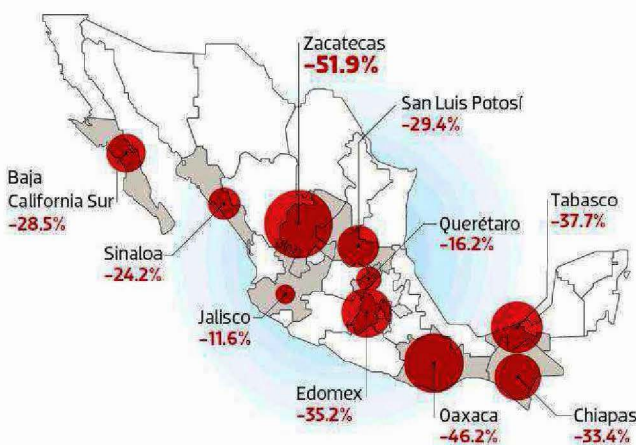 Zacatecas
-51.9%
San Luis Potosí
-29.4%
Baja
California Sur
-28.5%
Sinaloa
-24.2%
Querétaro
-16.2%
Tabasco
-37.7%
Jalisco
-11.6%
Edomex
-35.2%
Oaxaca
-46.2%
Chiapas
-33.4%